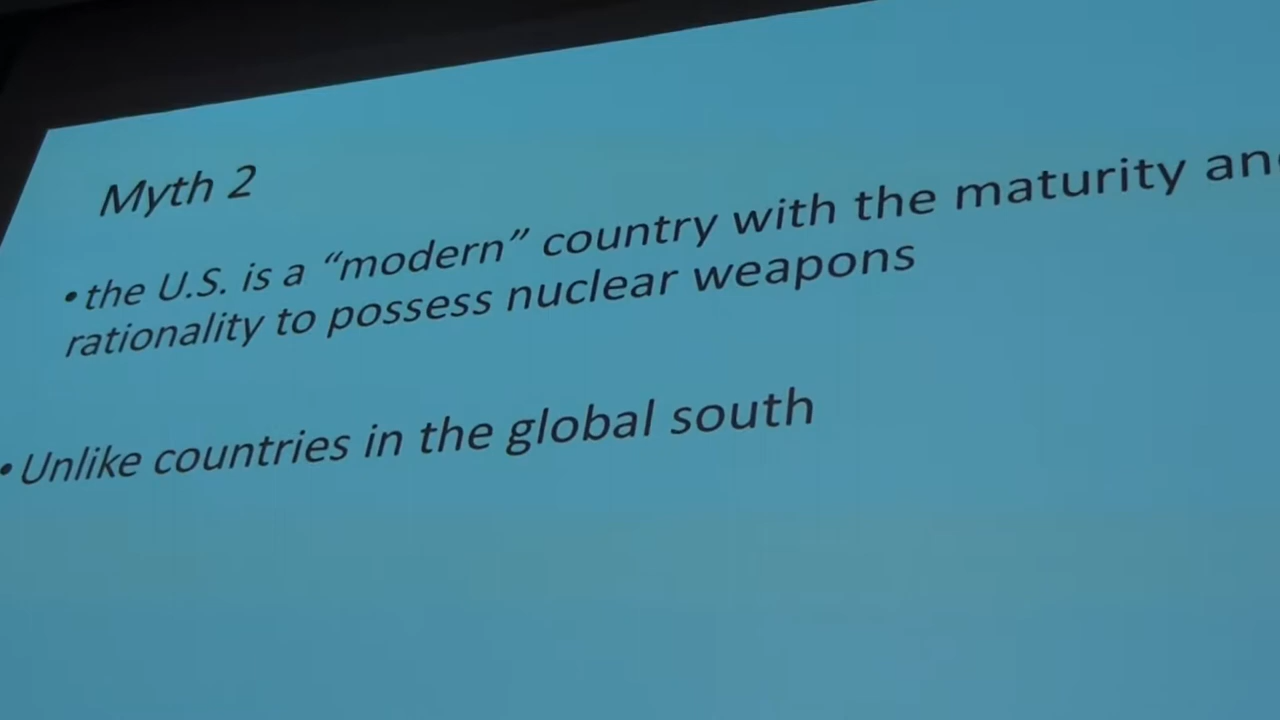 Myth 2
•the U.S. is a “modern” country with the maturity
rationality to possess nuclear weapons
•Unlike countries in the global south